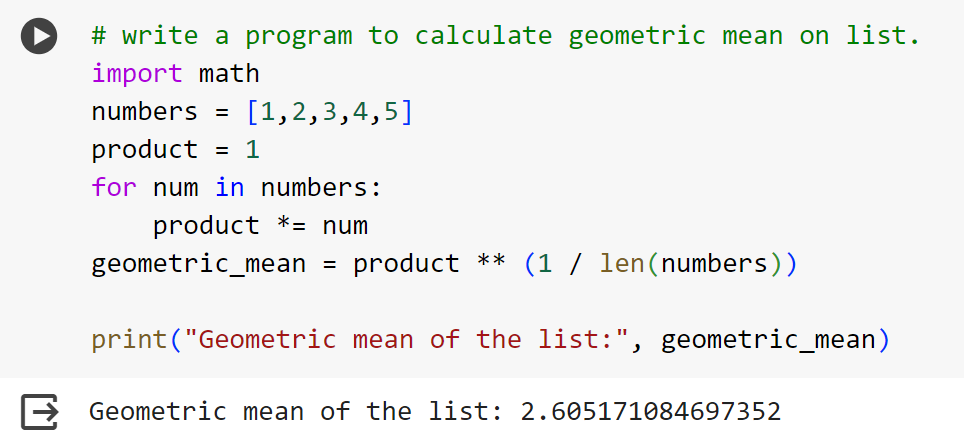 # write a program to calculate geometric mean on list.
import math
numbers = [1,2,3,4,5]
product = 1
for num in numbers:
    product *= num
geometric_mean = product ** (1 / len(numbers))
print("Geometric mean of the list:", geometric_mean)
Geometric mean of the list: 2.605171084697352